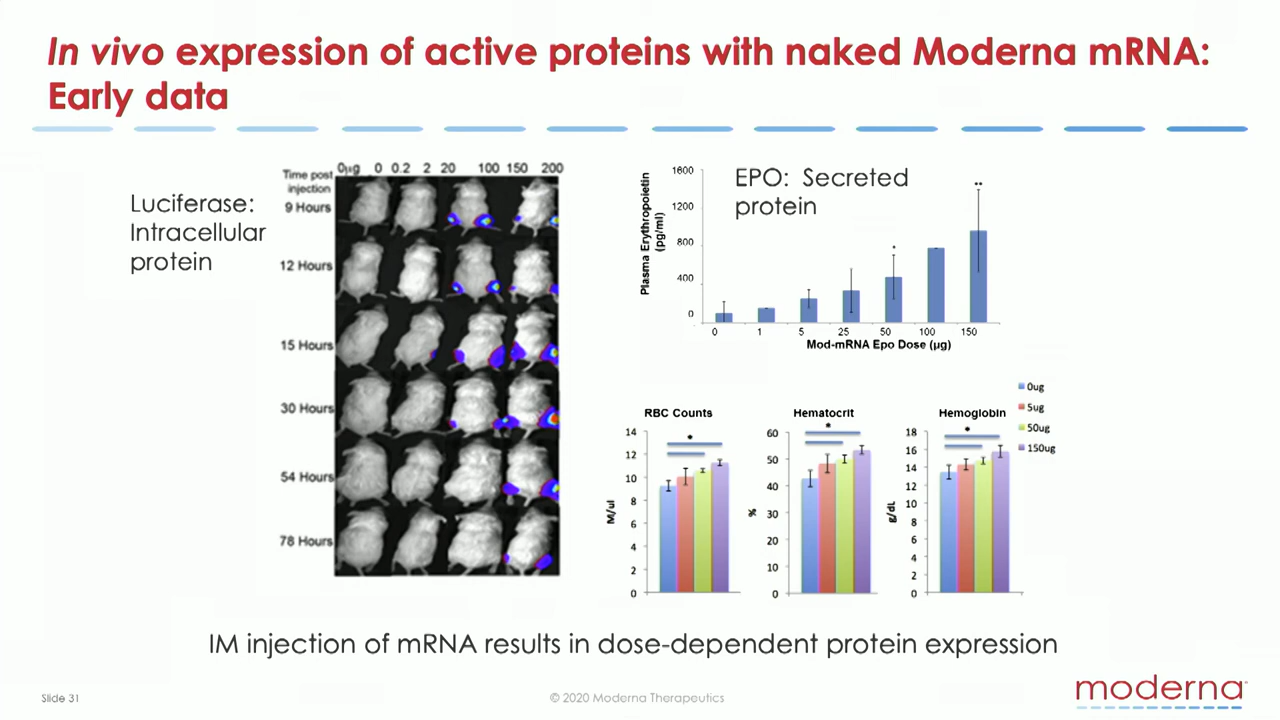 In vivo expression of active proteins with naked Moderna mRNA:
Early data
Luciferase:
Intracellular
protein
Time post
injection
0µg 0 0.2 2 20 100 150 200
9 Hours
12 Hours
15 Hours
30 Hours
54 Hours
78 Hours
EPO: Secreted
protein
Plasma Erythropoietin
(pg/ml)
1600
1200
800
400
0
*
**
0 1 5 25 50 100 150
Mod-mRNA Epo Dose (µg)
RBC Counts
*
M/ul
14
12
10
8
6
4
2
0
Hematocrit
*
%
60
50
40
30
20
10
0
Hemoglobin
*
g/dL
18
16
14
12
10
8
6
4
2
0
0ug
5ug
50ug
150ug
IM injection of mRNA results in dose-dependent protein expression
Slide 31
© 2020 Moderna Therapeutics
moderna